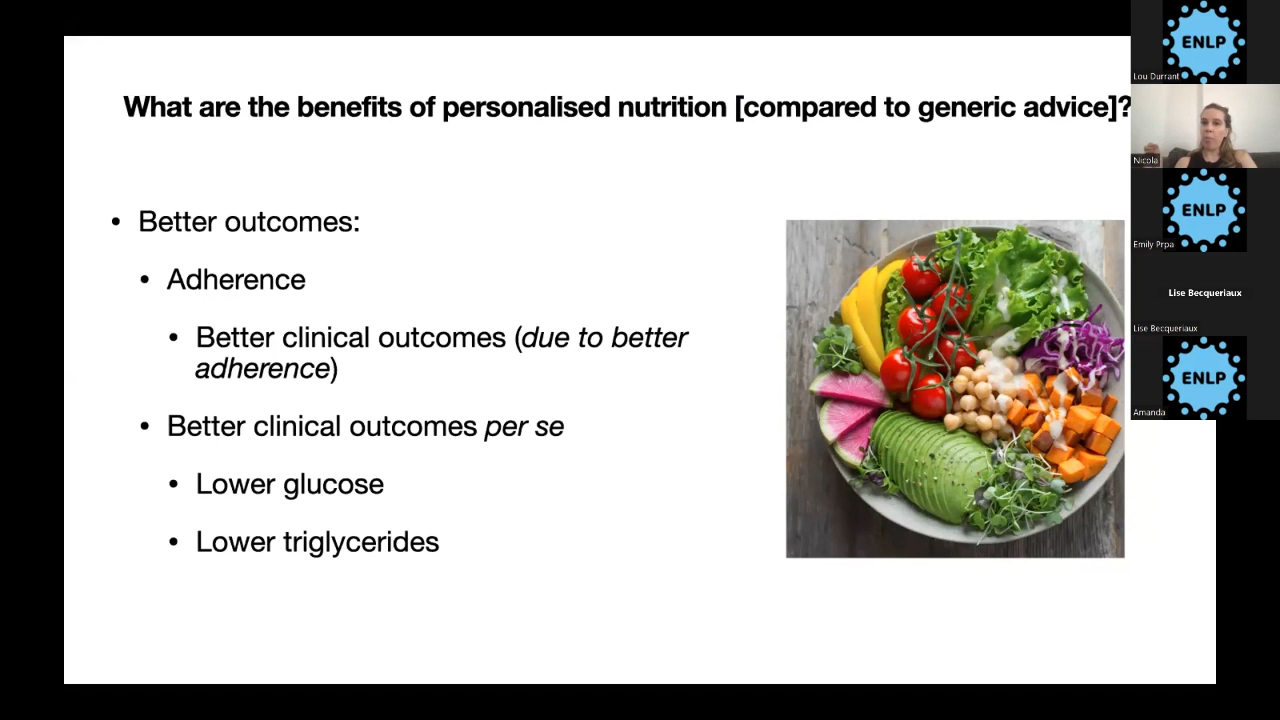 What are the benefits of personalised nutrition [compared to generic advice]?
• Better outcomes:
• Adherence
• Better clinical outcomes (due to better
adherence)
• Better clinical outcomes per se
• Lower glucose
• Lower triglycerides
ENLP
Lou Durrant
Nicola
ENLP
Emily Prpa
Lise Becqueriaux
Lise Becqueriaux
ENLP
Amanda